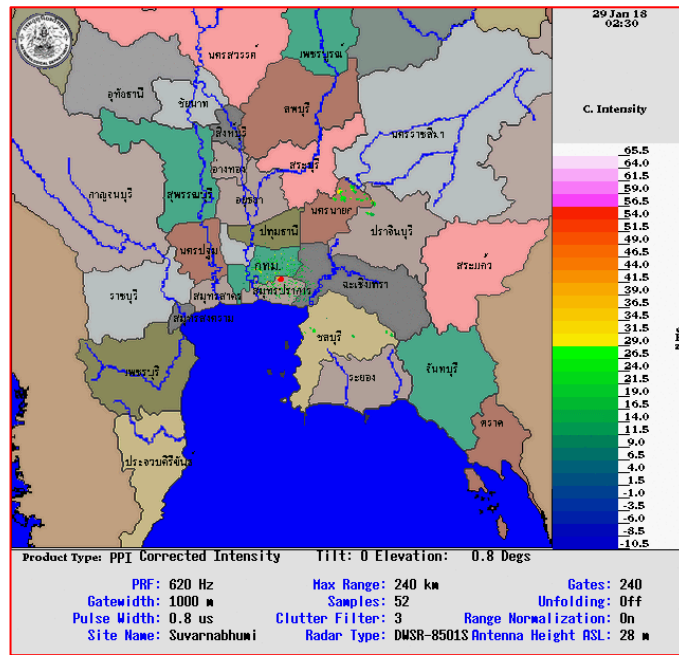 29 Jan 18
02:30
C. Intensity
นครสวรรค์
เพชรบูรณ์
อุทัยธานี
ชัยนาท
ลพบุรี
สิงห์บุรี
นครราชสีมา
อ่างทอง
สระบุรี
กาญจนบุรี
สุพรรณบุรี
อยุธยา
นครนายก
ปราจีนบุรี
ปทุมธานี
นครปฐม
กทม.
สระแก้ว
ฉะเชิงเทรา
ราชบุรี
สมุทรสาคร
สมุทรปราการ
สมุทรสงคราม
ชลบุรี
เพชรบุรี
ระยอง
จันทบุรี
ตราด
ประจวบคีรีขันธ์
65.5
64.0
61.5
59.0
56.5
54.0
51.5
49.0
46.5
44.0
41.5
39.0
36.5
34.0
31.5
29.0
26.5
24.0
21.5
19.0
16.5
14.0
11.5
9.0
6.5
4.0
1.5
-1.0
-3.5
-6.0
-8.5
-10.5
Product Type: PPI Corrected Intensity Tilt: 0 Elevation: 0.8 Degs
PRF: 620 Hz Max Range: 240 km Gates: 240
Gatewidth: 1000 m Samples: 52 Unfolding: Off
Pulse Width: 0.8 us Clutter Filter: 3 Range Normalization: On
Site Name: Suvarnabhumi Radar Type: DWSR-8501S Antenna Height ASL: 28 m